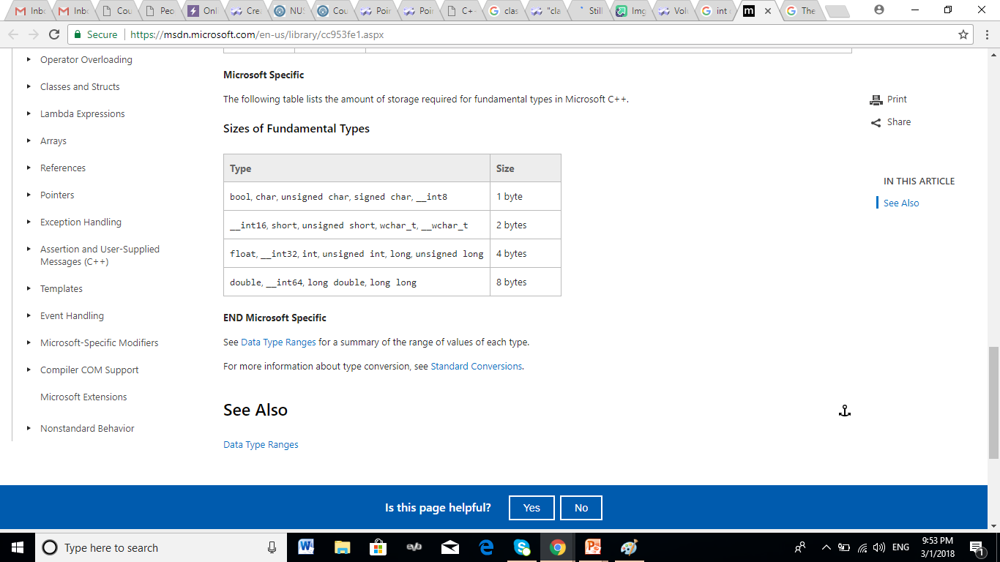 Inb
Inb
Cou
Peo
Onl
Crea
NUS
Cou
Poin
Poin
C++
clas
"cla
Still
Img
Volu
int
The
Secure
https://msdn.microsoft.com/en-us/library/cc953fe1.aspx
Operator Overloading
Classes and Structs
Lambda Expressions
Arrays
References
Pointers
Exception Handling
Assertion and User-Supplied
Messages (C++)
Templates
Event Handling
Microsoft-Specific Modifiers
Compiler COM Support
Microsoft Extensions
Nonstandard Behavior
Microsoft Specific
The following table lists the amount of storage required for fundamental types in Microsoft C++.
Sizes of Fundamental Types
Type Size
bool, char, unsigned char, signed char, __int8 1 byte
__int16, short, unsigned short, wchar_t, __wchar_t 2 bytes
float, __int32, int, unsigned int, long, unsigned long 4 bytes
double, __int64, long double, long long 8 bytes
END Microsoft Specific
See Data Type Ranges for a summary of the range of values of each type.
For more information about type conversion, see Standard Conversions.
See Also
Data Type Ranges
Print
Share
IN THIS ARTICLE
See Also
Is this page helpful? Yes No
Type here to search
ENG
9:53 PM
3/1/2018
1